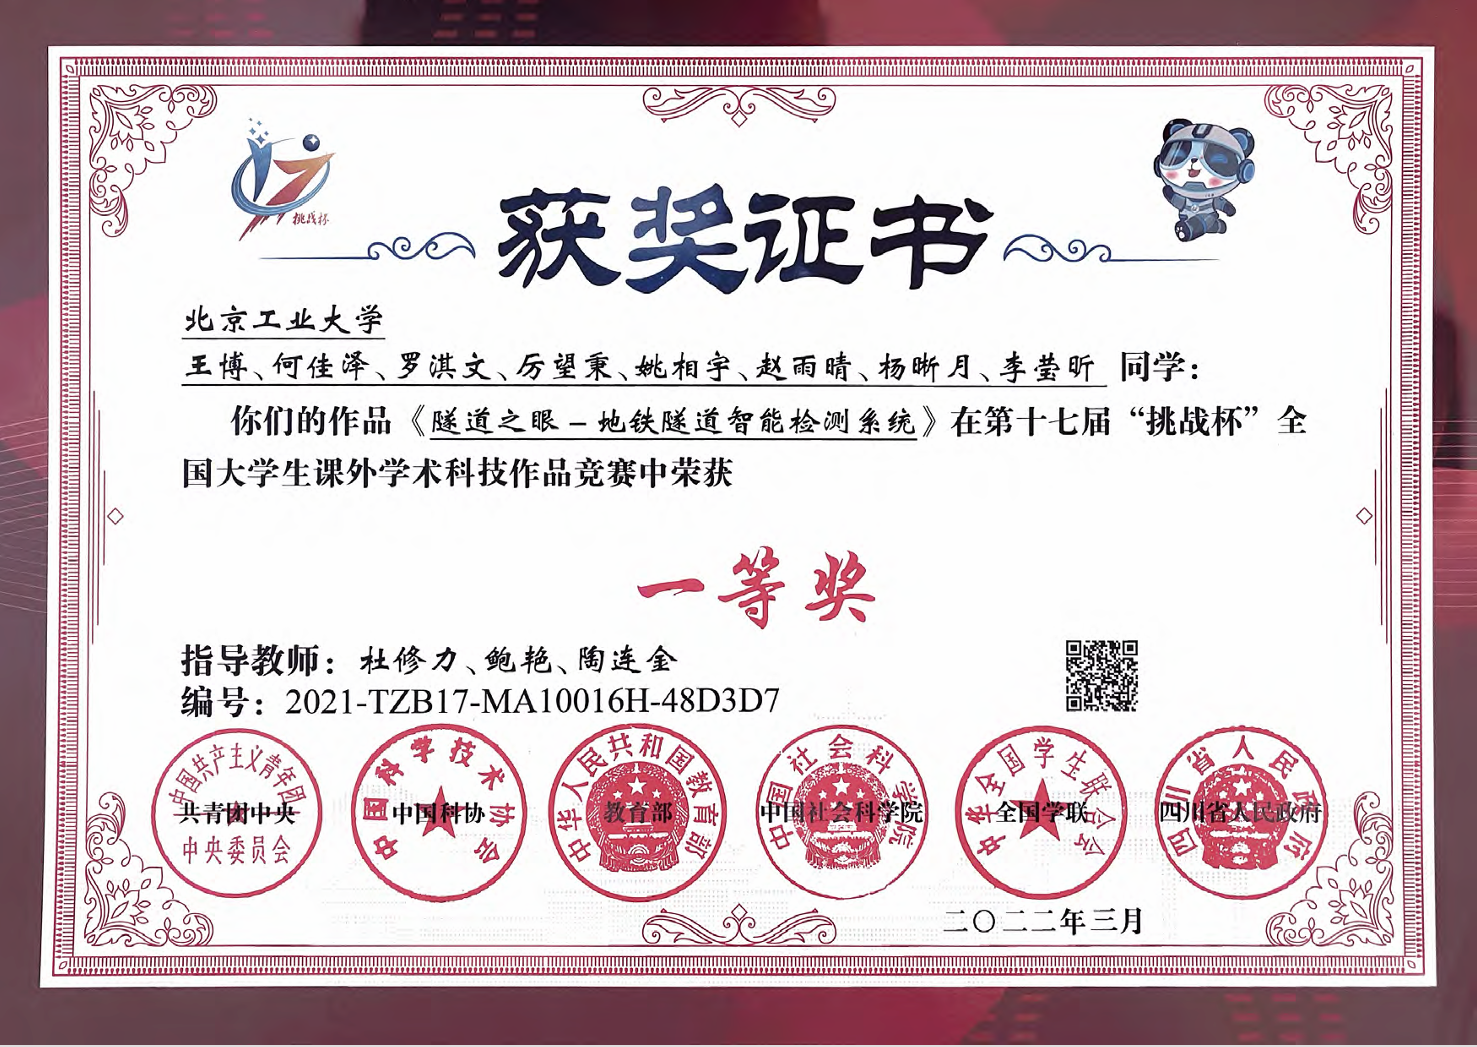 挑战杯
获奖证书
北京工业大学
王博、何佳泽、罗淇文、厉望秉、姚相宇、赵雨晴、杨晰月、李莹昕 同学：
你们的作品《隧道之眼－地铁隧道智能检测系统》在第十七届“挑战杯”全
国大学生课外学术科技作品竞赛中荣获
一等奖
指导教师：杜修力、鲍艳、陶连金
编号：2021-TZB17-MA10016H-48D3D7
中国共产主义青年团
共青团中央
中央委员会
中国科学技术协会
中国科协
中华人民共和国教育部
教育部
中国社会科学院
中国社会科学院
中华全国学生联合会
全国学联
四川省人民政府
四川省人民政府
二〇二二年三月